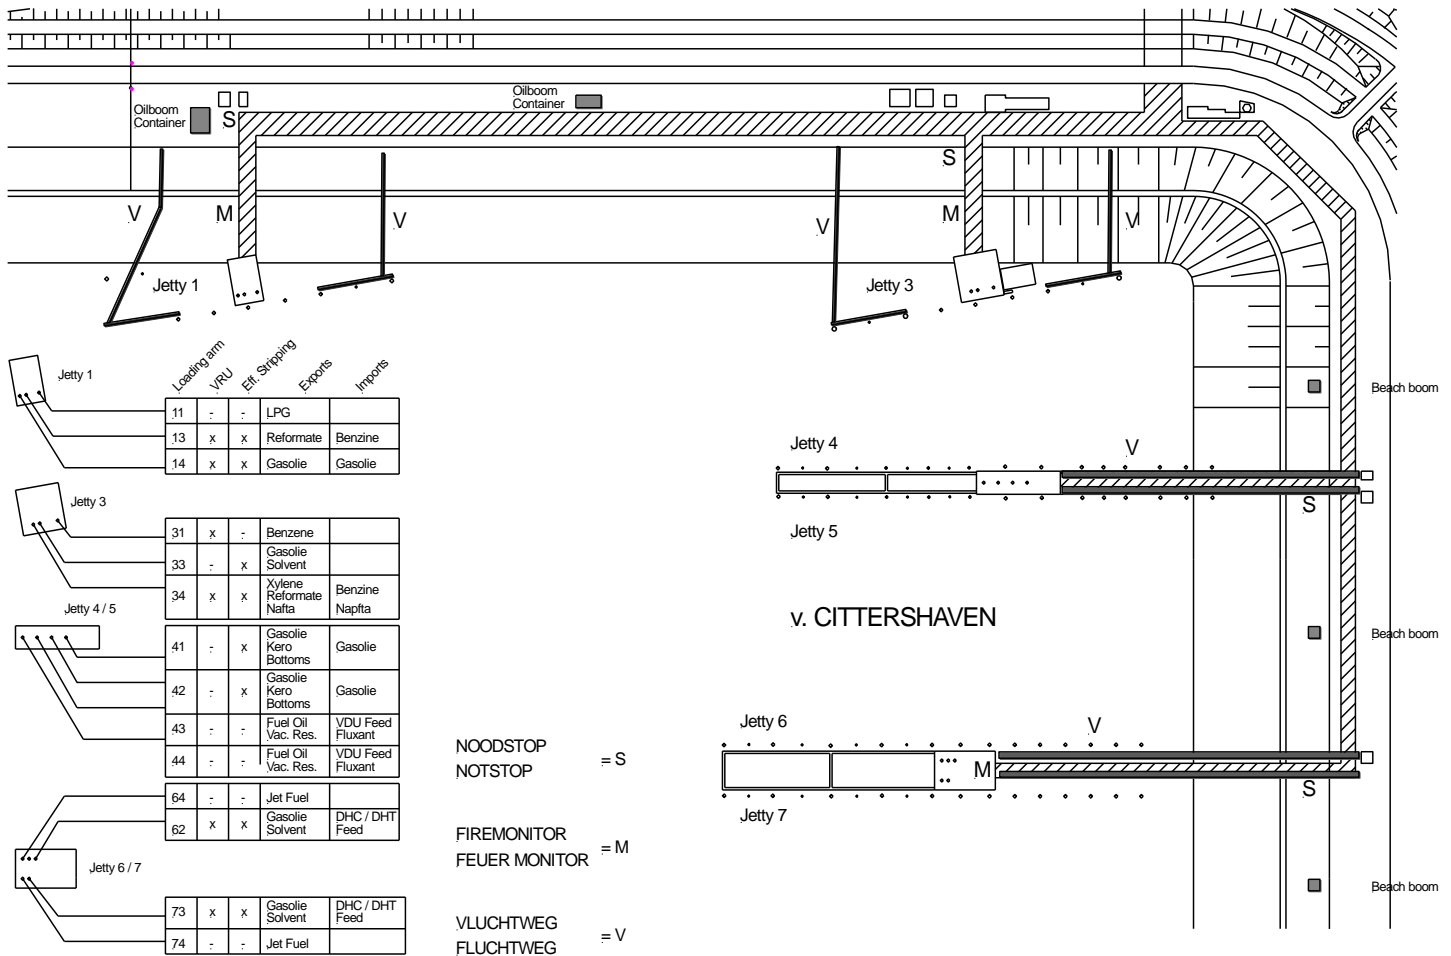 Oilboom
Container
Oilboom
Container
S
S
V
M
V
V
M
V
Jetty 1
Jetty 3
Loading arm
VRU
Eff. Stripping
Exports
Imports
Jetty 1
11 - - LPG
13 x x Reformate Benzine
14 x x Gasolie Gasolie
Jetty 3
31 x - Benzene
Gasolie
33 - x Solvent
Xylene
34 x x Reformate Benzine
Nafta Napfta
Jetty 4 / 5
Gasolie
41 - x Kero Gasolie
Bottoms
Gasolie
42 - x Kero Gasolie
Bottoms
Fuel Oil VDU Feed
43 - - Vac. Res. Fluxant
Fuel Oil VDU Feed
44 - - Vac. Res. Fluxant
64 - - Jet Fuel
Gasolie DHC / DHT
62 x x Solvent Feed
Jetty 6 / 7
Gasolie DHC / DHT
73 x x Solvent Feed
74 - - Jet Fuel
NOODSTOP
NOTSTOP
= S
FIREMONITOR
FEUER MONITOR
= M
VLUCHTWEG
FLUCHTWEG
= V
Beach boom
Jetty 4
V
S
Jetty 5
v. CITTERSHAVEN
Beach boom
Jetty 6
V
M
S
Jetty 7
Beach boom